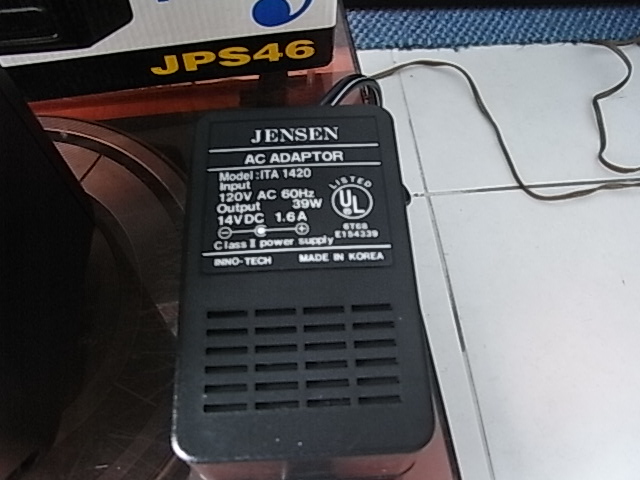 JPS46
JENSEN
AC ADAPTOR
Model:ITA 1420
Input
120V AC 60Hz
39W
Output
14VDC 1.6A
LISTED
UL
6T68
E154339
Class II power supply
INNO-TECH MADE IN KOREA